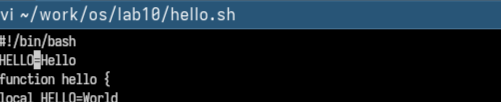 vi ~/work/os/lab10/hello.sh
#!/bin/bash
HELLO=Hello
function hello {
local HELLO=World